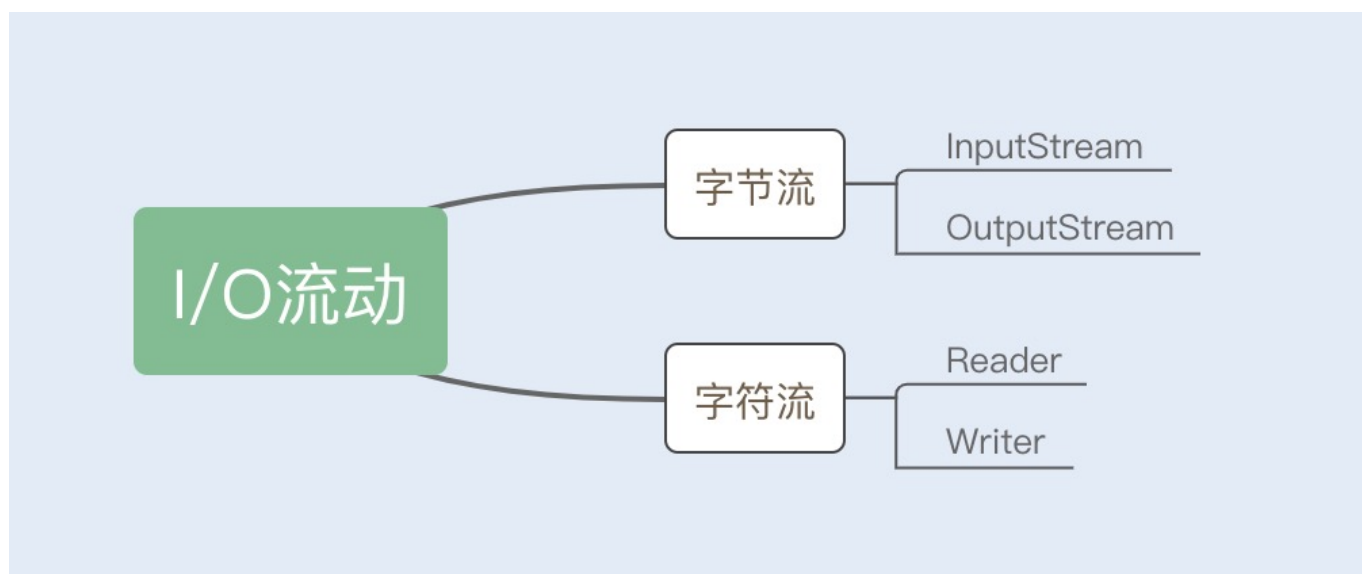 I/O流动
字节流
InputStream
OutputStream
字符流
Reader
Writer